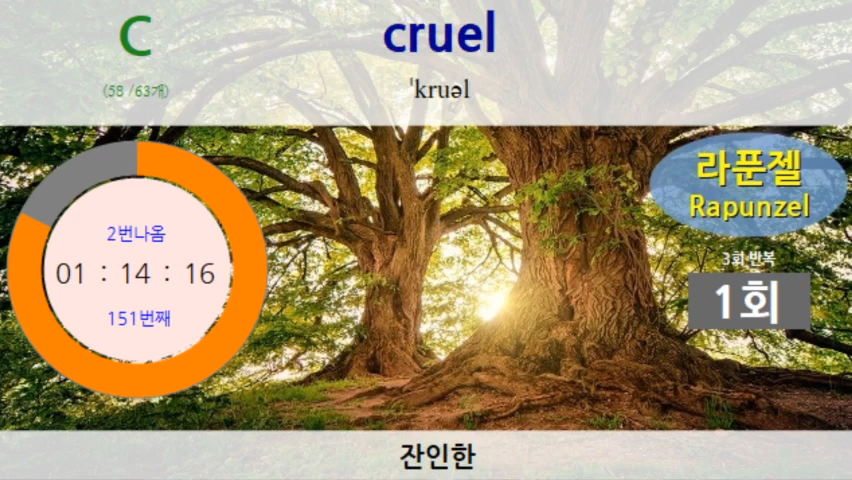 C
(58 /63개)
cruel
ˈkruəl
2번나옴
01 : 14 : 16
151번째
라푼젤
Rapunzel
3회 반복
1회
잔인한